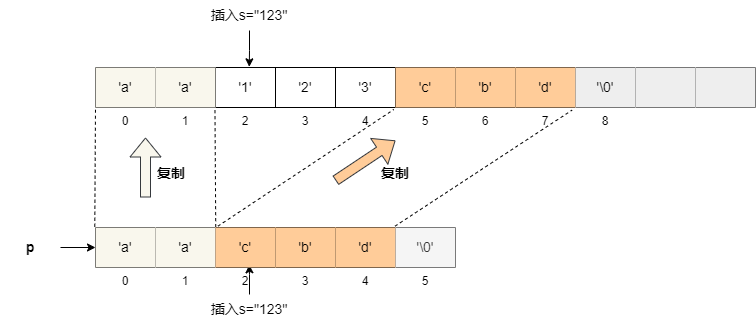 插入s="123"
'a' 'a' '1' '2' '3' 'c' 'b' 'd' '\0'
0 1 2 3 4 5 6 7 8
复制 复制
p 'a' 'a' 'c' 'b' 'd' '\0'
0 1 2 3 4 5
插入s="123"